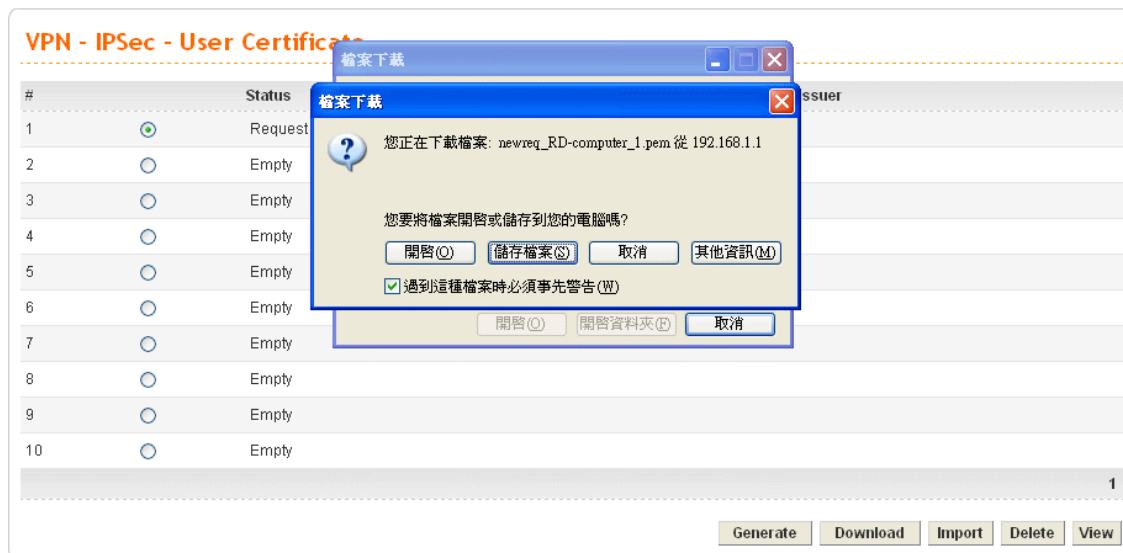 VPN - IPSec - User Certificate
檔案下載
# Status ssuer
檔案下載
1 Request
您正在下載檔案: newreq_RD-computer_1.pem 從 192.168.1.1
2 Empty
3 Empty
您要將檔案開啟或儲存到您的電腦嗎?
4 Empty
開啟(O) 儲存檔案(S) 取消 其他資訊(M)
5 Empty
遇到這種檔案時必須事先警告(W)
6 Empty
開啟(O) 開啟資料夾(F) 取消
7 Empty
8 Empty
9 Empty
10 Empty
1
Generate Download Import Delete View